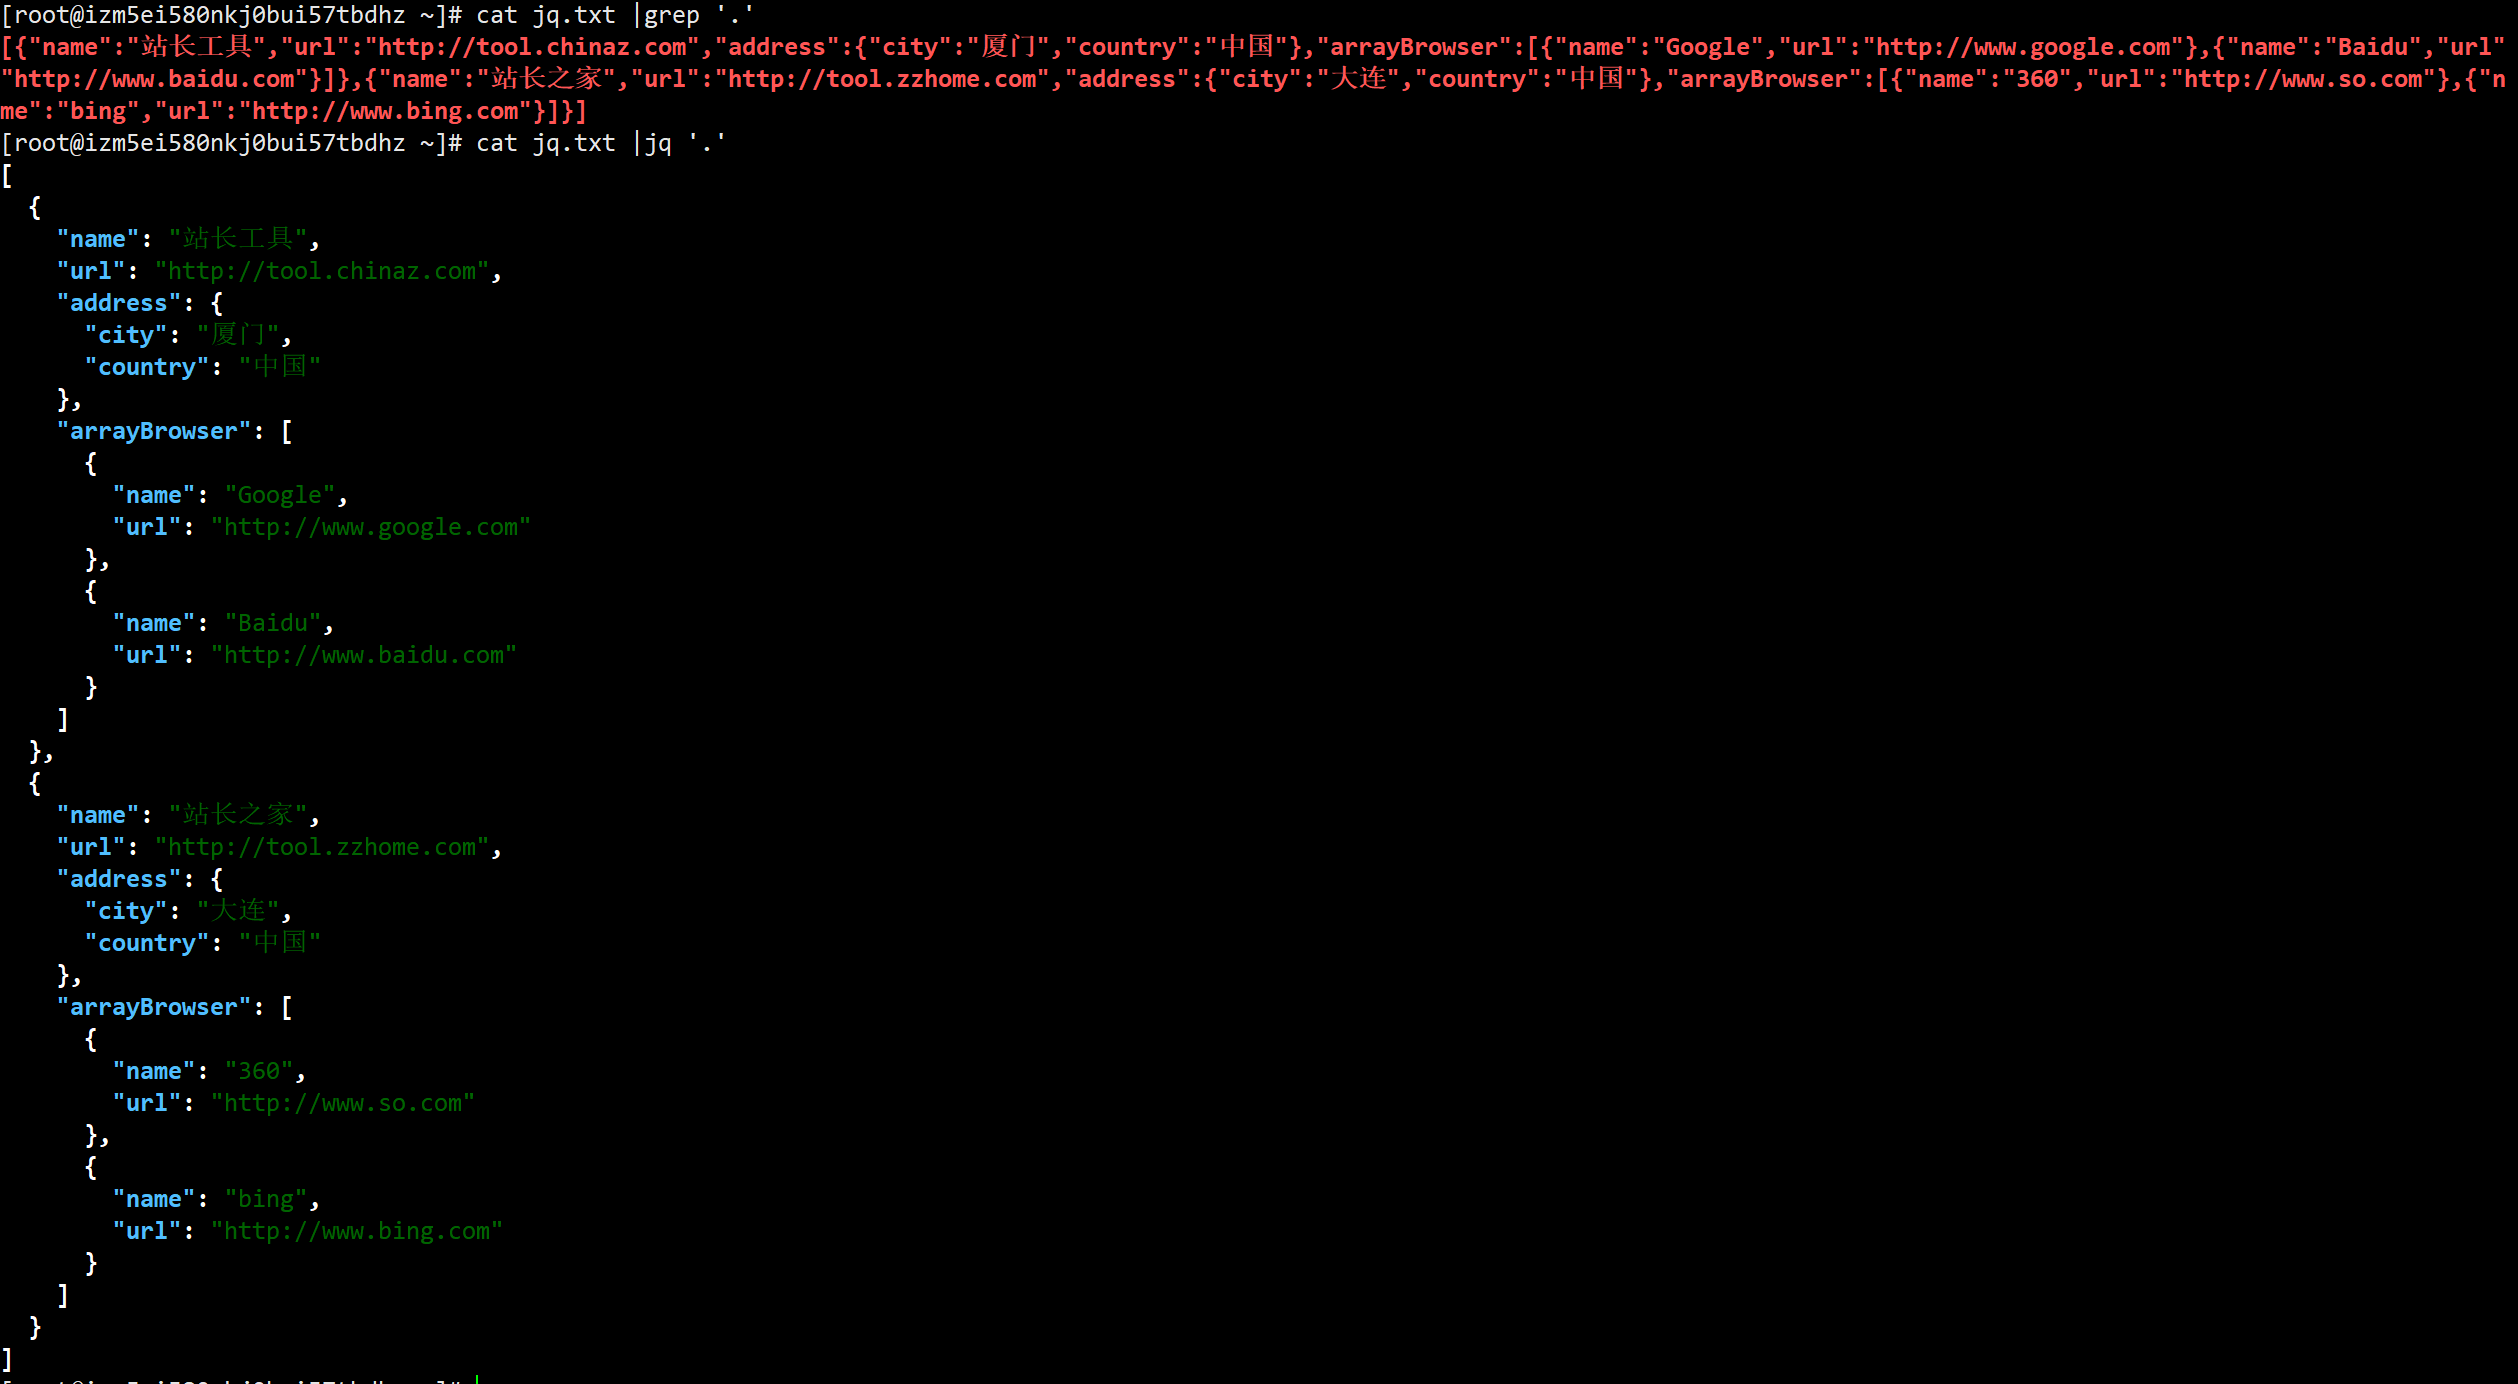 [root@izm5ei580nkj0bui57tbdhz ~]# cat jq.txt |grep '.'
[{"name":"站长工具","url":"http://tool.chinaz.com","address":{"city":"厦门","country":"中国"},"arrayBrowser":[{"name":"Google","url":"http://www.google.com"},{"name":"Baidu","url"
"http://www.baidu.com"}]},{"name":"站长之家","url":"http://tool.zzhome.com","address":{"city":"大连","country":"中国"},"arrayBrowser":[{"name":"360","url":"http://www.so.com"},{"n
me":"bing","url":"http://www.bing.com"}]}]
[root@izm5ei580nkj0bui57tbdhz ~]# cat jq.txt |jq '.'
[
  {
    "name": "站长工具",
    "url": "http://tool.chinaz.com",
    "address": {
      "city": "厦门",
      "country": "中国"
    },
    "arrayBrowser": [
      {
        "name": "Google",
        "url": "http://www.google.com"
      },
      {
        "name": "Baidu",
        "url": "http://www.baidu.com"
      }
    ]
  },
  {
    "name": "站长之家",
    "url": "http://tool.zzhome.com",
    "address": {
      "city": "大连",
      "country": "中国"
    },
    "arrayBrowser": [
      {
        "name": "360",
        "url": "http://www.so.com"
      },
      {
        "name": "bing",
        "url": "http://www.bing.com"
      }
    ]
  }
]